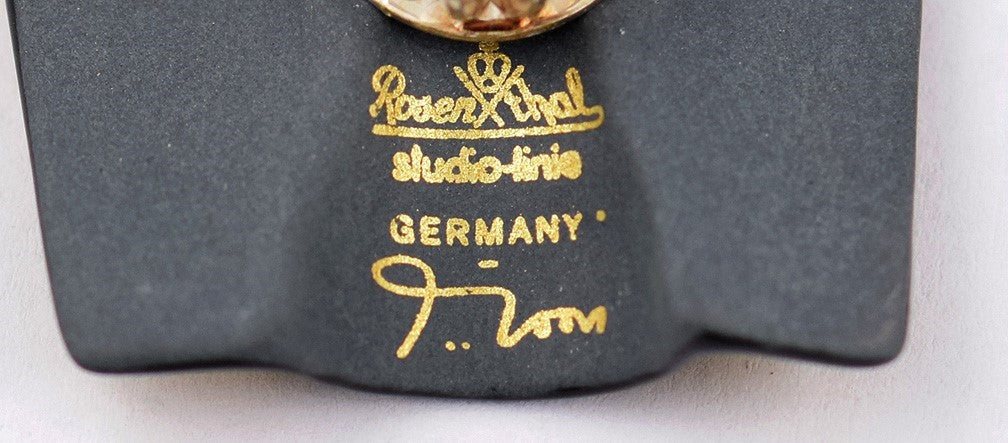 Rosenthal
studio-linie
GERMANY